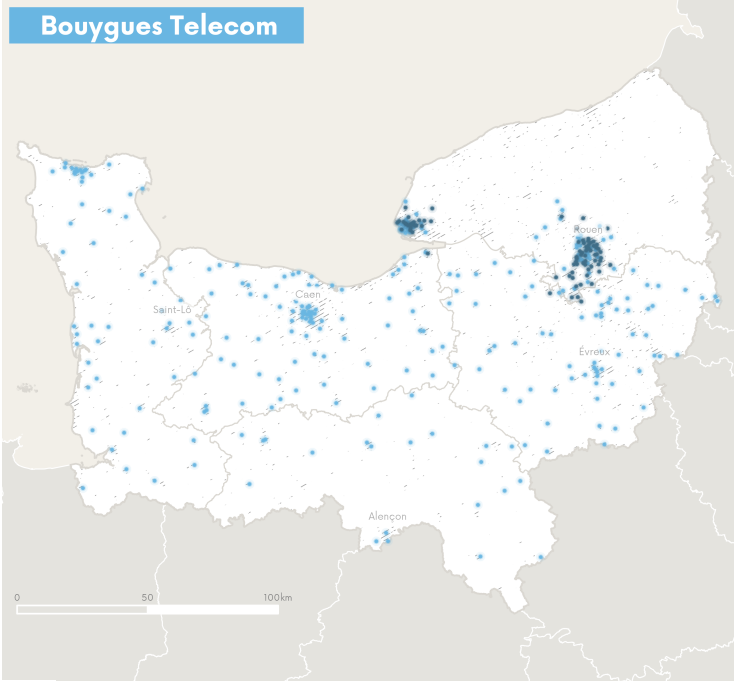 Bouygues Telecom
Rouen
Caen
Saint-Lô
Évreux
Alençon
0 50 100km